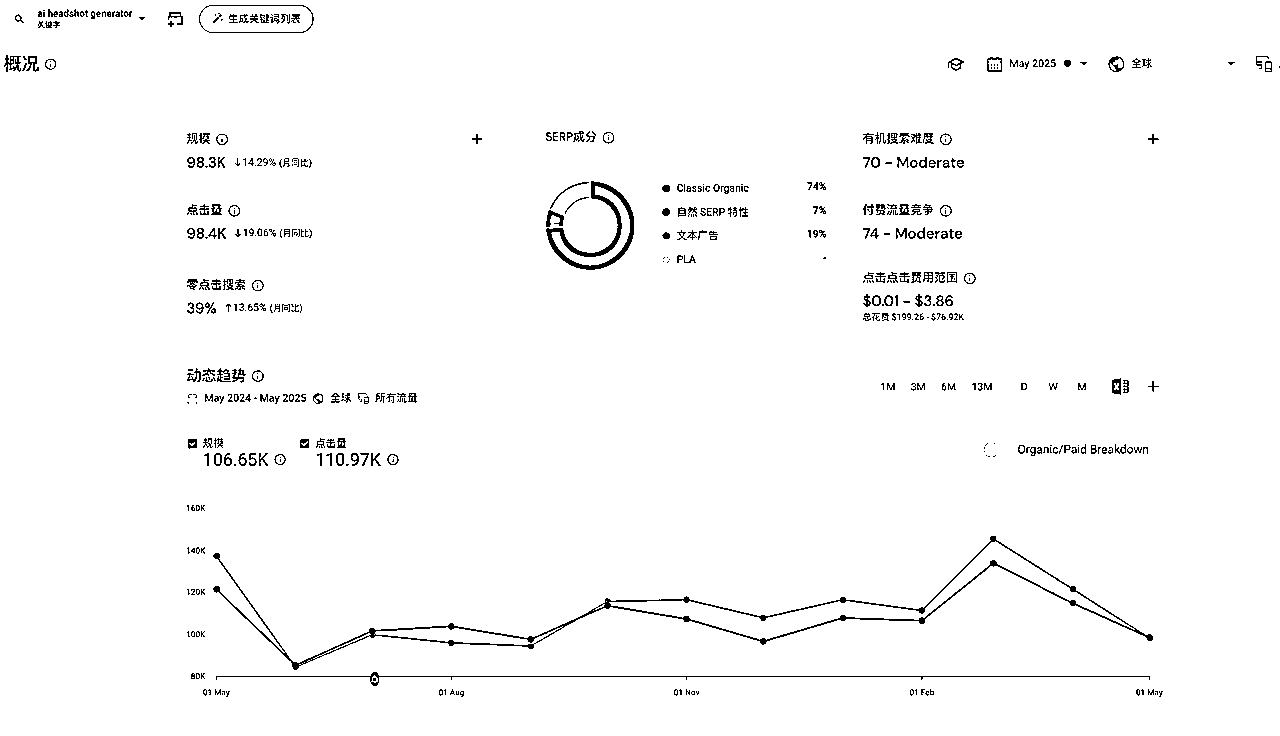 ai headshot generator
关键字
生成关键词列表
概况
May 2025
全球
规模
98.3K ↓14.29% (月同比)
点击量
98.4K ↓19.06% (月同比)
零点击搜索
39% ↑13.65% (月同比)
SERP成分
Classic Organic 74%
自然 SERP 特性 7%
文本广告 19%
PLA -
有机搜索难度
70 - Moderate
付费流量竞争
74 - Moderate
点击点击费用范围
$0.01 - $3.86
总花费 $199.26 - $76.92K
动态趋势
May 2024 - May 2025 全球 所有流量
1M 3M 6M 13M D W M
规模 点击量
106.65K 110.97K
Organic/Paid Breakdown
160K
140K
120K
100K
80K
01 May 01 Aug 01 Nov 01 Feb 01 May